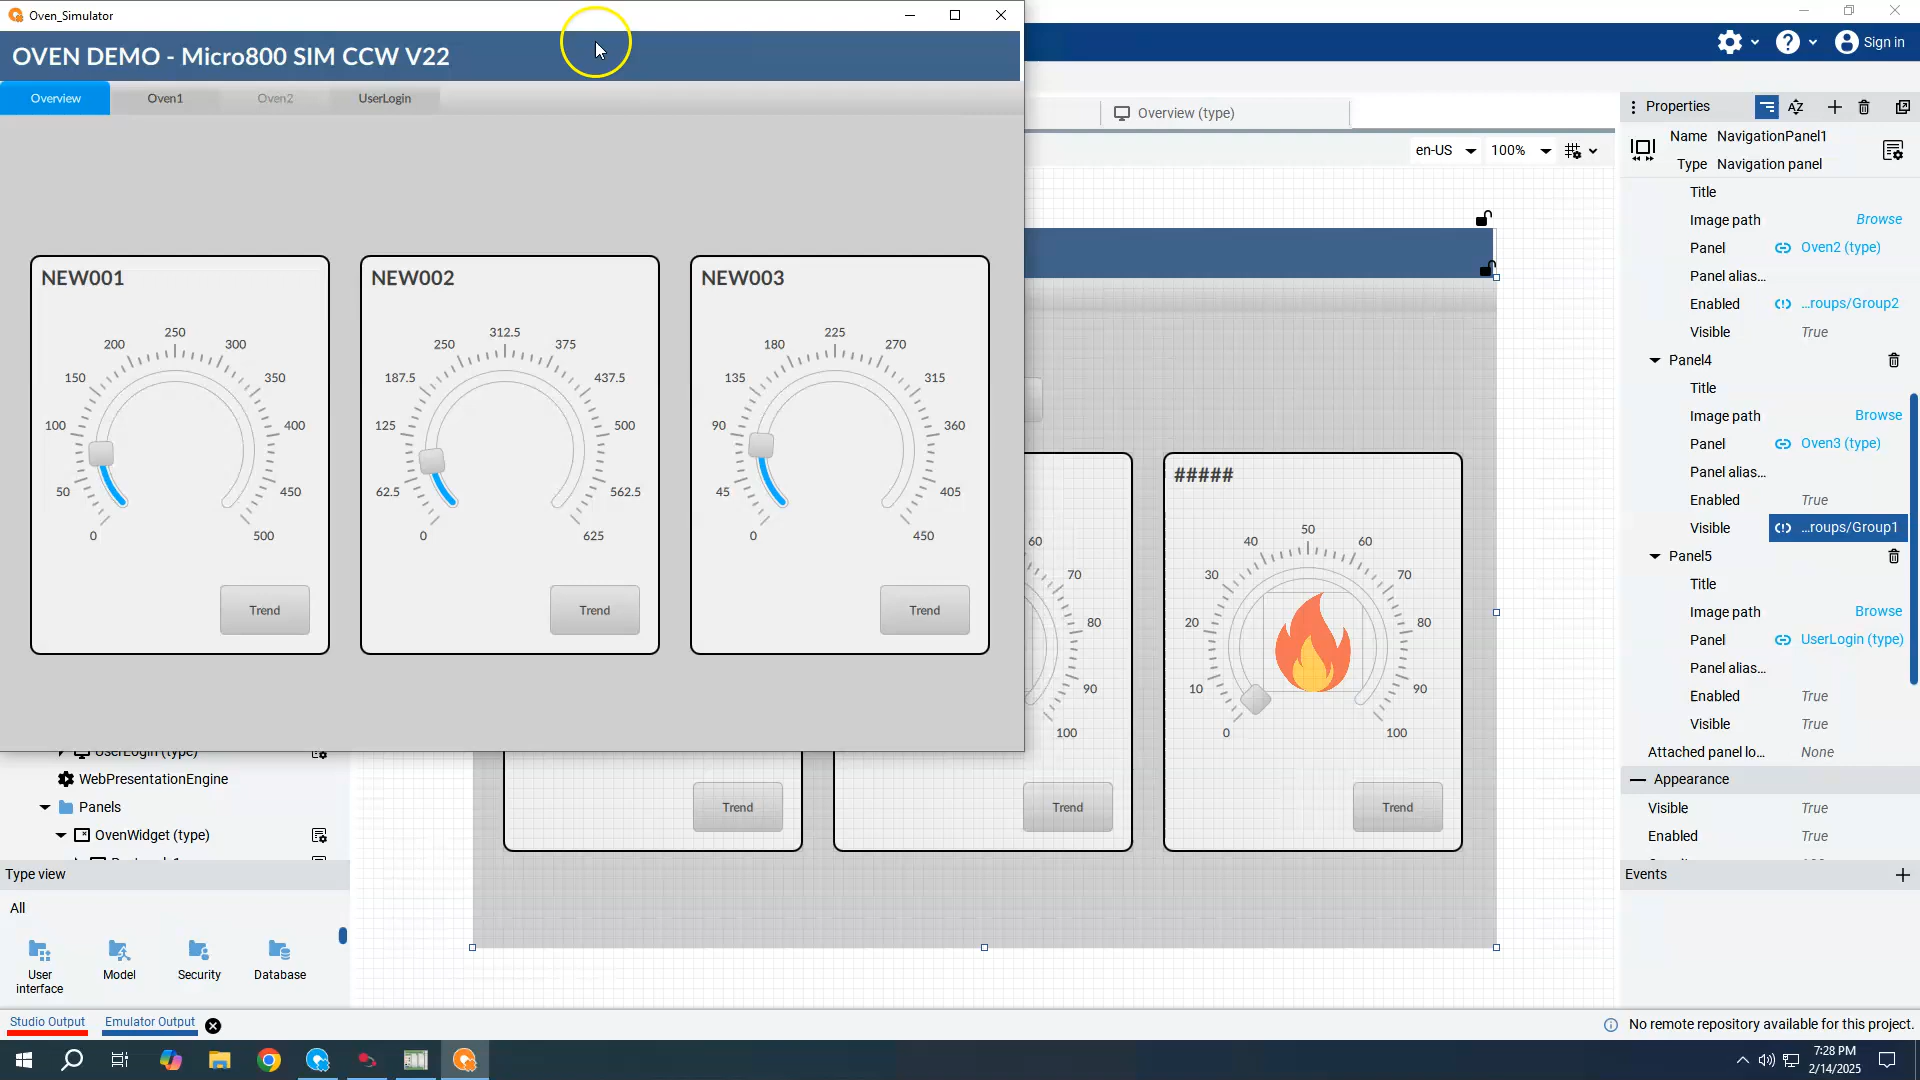 Oven_Simulator
OVEN DEMO - Micro800 SIM CCW V22
Overview
Oven1
Oven2
UserLogin
NEW001
250
200
300
150
350
100
400
50
450
0
500
Trend
NEW002
312.5
250
375
187.5
437.5
125
500
62.5
562.5
0
625
Trend
NEW003
225
180
270
135
315
90
360
45
405
0
450
Trend
Sign in
Overview (type)
en-US
100%
60
70
80
90
100
Trend
Trend
#####
50
40
60
30
70
20
80
10
90
0
100
Trend
Properties
Name NavigationPanel1
Type Navigation panel
Title
Image path Browse
Panel Oven2 (type)
Panel alias...
Enabled ...roups/Group2
Visible True
Panel4
Title
Image path Browse
Panel Oven3 (type)
Panel alias...
Enabled True
Visible ...roups/Group1
Panel5
Title
Image path Browse
Panel UserLogin (type)
Panel alias...
Enabled True
Visible True
Attached panel lo... None
Appearance
Visible True
Enabled True
Events
UserLogin (type)
WebPresentationEngine
Panels
OvenWidget (type)
Type view
All
User interface
Model
Security
Database
Studio Output
Emulator Output
No remote repository available for this project.
7:28 PM
2/14/2025